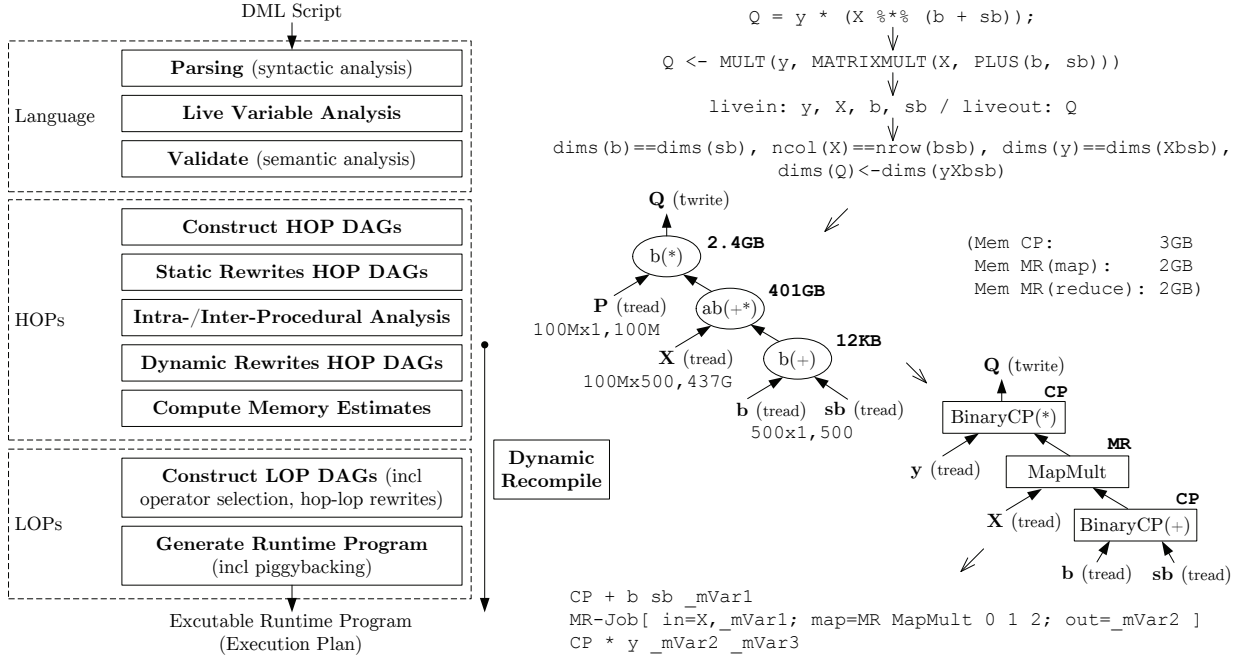 DML Script
Language
Parsing (syntactic analysis)
Live Variable Analysis
Validate (semantic analysis)
HOPs
Construct HOP DAGs
Static Rewrites HOP DAGs
Intra-/Inter-Procedural Analysis
Dynamic Rewrites HOP DAGs
Compute Memory Estimates
LOPs
Construct LOP DAGs (incl
operator selection, hop-lop rewrites)
Generate Runtime Program
(incl piggybacking)
Excutable Runtime Program
(Execution Plan)
Dynamic
Recompile
Q = y * (X %*% (b + sb));
Q <- MULT(y, MATRIXMULT(X, PLUS(b, sb)))
livein: y, X, b, sb / liveout: Q
dims(b)==dims(sb), ncol(X)==nrow(bsb), dims(y)==dims(Xbsb),
dims(Q)<-dims(yXbsb)
Q (twrite)
2.4GB
b(*)
P (tread)
100Mx1,100M
401GB
ab(+*)
X (tread)
100Mx500,437G
12KB
b(+)
b (tread) sb (tread)
500x1,500
(Mem CP: 3GB
Mem MR(map): 2GB
Mem MR(reduce): 2GB)
Q (twrite)
CP
BinaryCP(*)
y (tread)
MR
MapMult
X (tread)
CP
BinaryCP(+)
b (tread) sb (tread)
CP + b sb _mVar1
MR-Job[ in=X,_mVar1; map=MR MapMult 0 1 2; out=_mVar2 ]
CP * y _mVar2 _mVar3